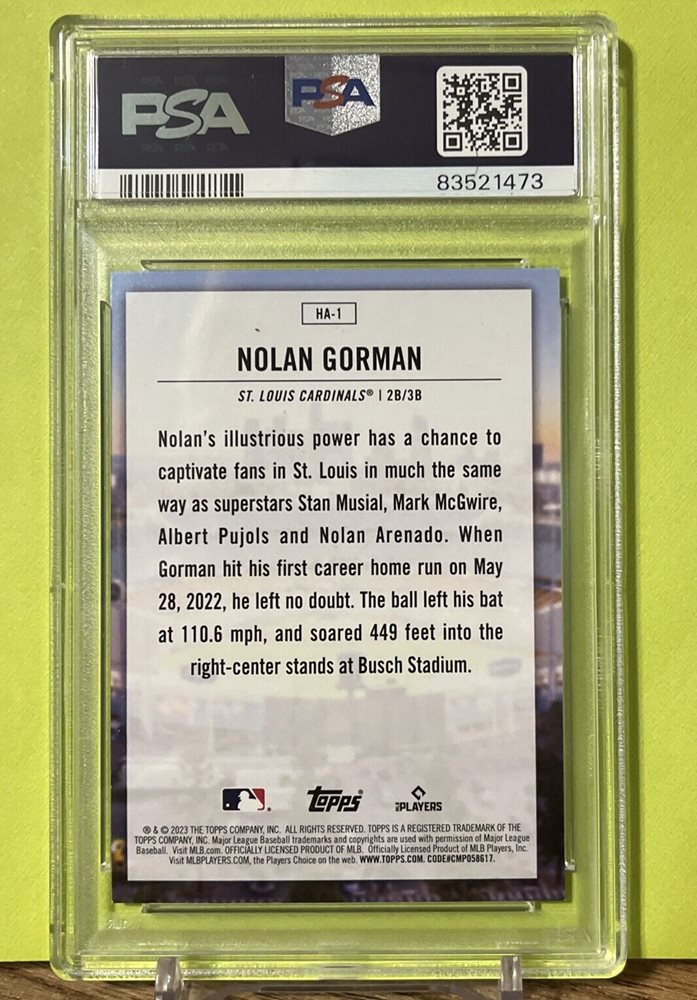 PSA PSA
83521473
HA-1
NOLAN GORMAN
ST. LOUIS CARDINALS® | 2B/3B
Nolan's illustrious power has a chance to
captivate fans in St. Louis in much the same
way as superstars Stan Musial, Mark McGwire,
Albert Pujols and Nolan Arenado. When
Gorman hit his first career home run on May
28, 2022, he left no doubt. The ball left his bat
at 110.6 mph, and soared 449 feet into the
right-center stands at Busch Stadium.
Topps® MLB PLAYERS
® & © 2023 THE TOPPS COMPANY, INC. ALL RIGHTS RESERVED. TOPPS IS A REGISTERED TRADEMARK OF THE
TOPPS COMPANY, INC. Major League Baseball trademarks and copyrights are used with permission of Major League
Baseball. Visit MLB.com. OFFICIALLY LICENSED PRODUCT OF MLB. Officially Licensed Product of MLB Players, Inc.
Visit MLBPLAYERS.COM, the Players Choice on the web. WWW.TOPPS.COM. CODE#CMP058617.